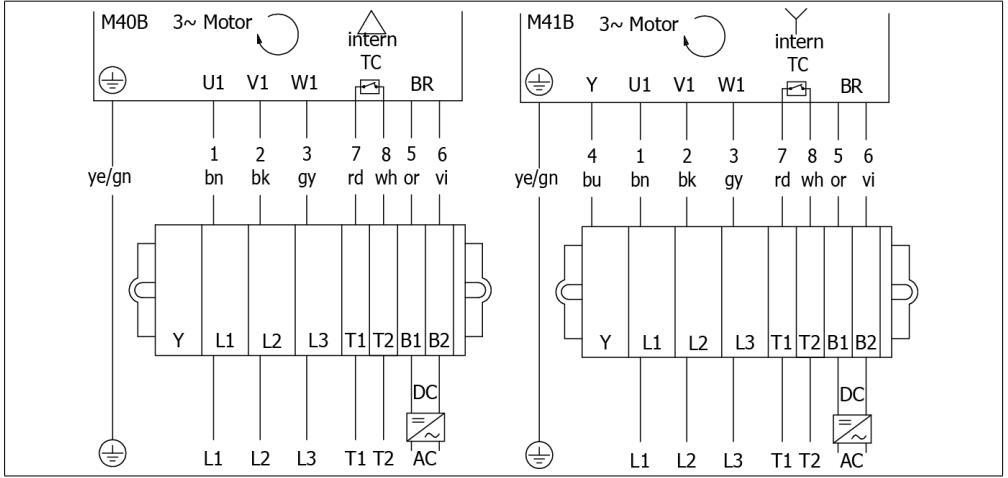 M40B 3~ Motor
intern
TC
U1 V1 W1 BR
1 2 3 7 8 5 6
ye/gn bn bk gy rd wh or vi
Y L1 L2 L3 T1 T2 B1 B2
DC
= ~
L1 L2 L3 T1 T2 AC
M41B 3~ Motor
intern
TC
Y U1 V1 W1 BR
4 1 2 3 7 8 5 6
ye/gn bu bn bk gy rd wh or vi
Y L1 L2 L3 T1 T2 B1 B2
DC
= ~
L1 L2 L3 T1 T2 AC